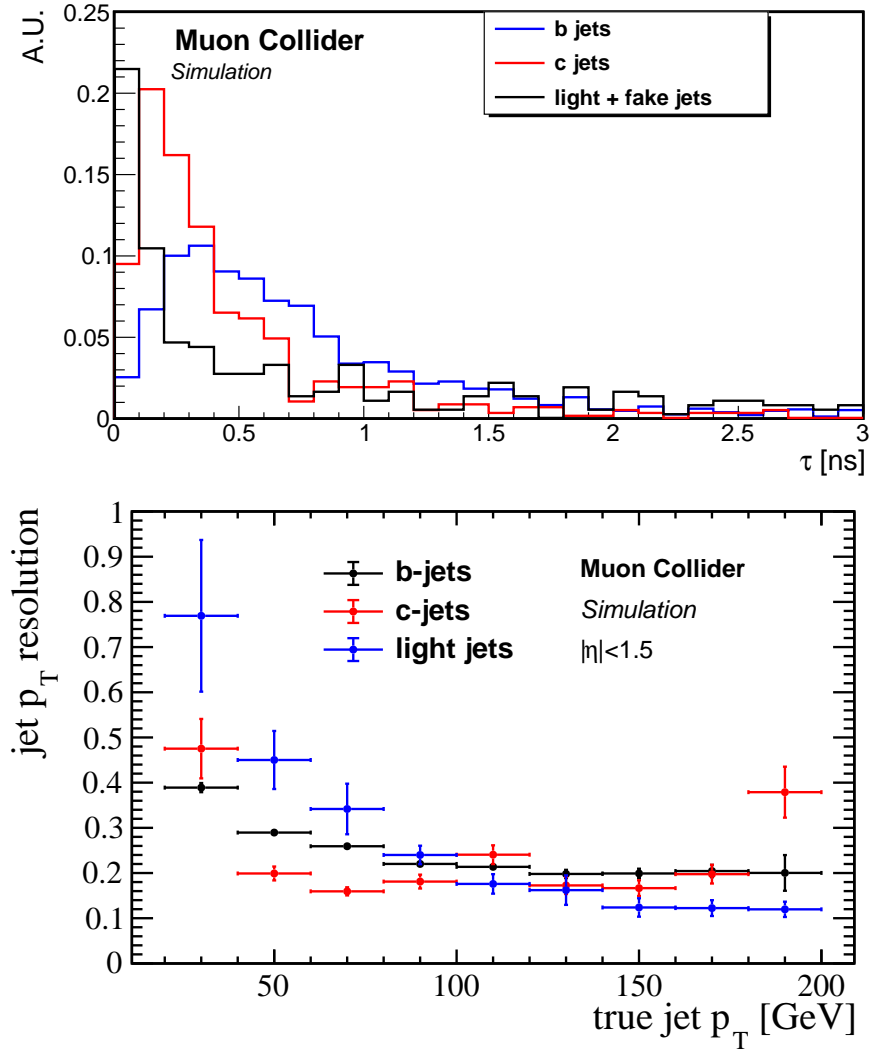 A.U.
0.25
Muon Collider
Simulation
b jets
c jets
light + fake jets
0.2
0.15
0.1
0.05
0
0 0.5 1 1.5 2 2.5 3
τ [ns]
jet p_T resolution
1
0.9
0.8
0.7
0.6
0.5
0.4
0.3
0.2
0.1
0
b-jets
c-jets
light jets
Muon Collider
Simulation
|η|<1.5
50 100 150 200
true jet p_T [GeV]